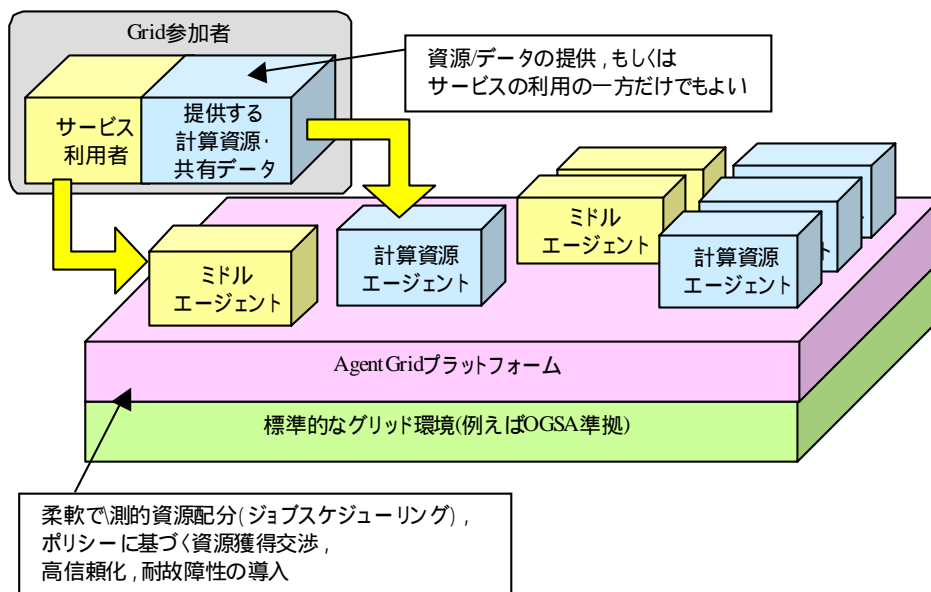 Grid参加者
資源/データの提供，もしくは
サービスの利用の一方だけでもよい
サービス
利用者
提供する
計算資源・
共有データ
ミドル
エージェント
計算資源
エージェント
ミドル
エージェント
計算資源
エージェント
ト
AgentGridプラットフォーム
標準的なグリッド環境(例えばOGSA準拠)
柔軟で\測的資源配分(ジョブスケジューリング)，
ポリシーに基づく資源獲得交渉，
高信頼化，耐故障性の導入